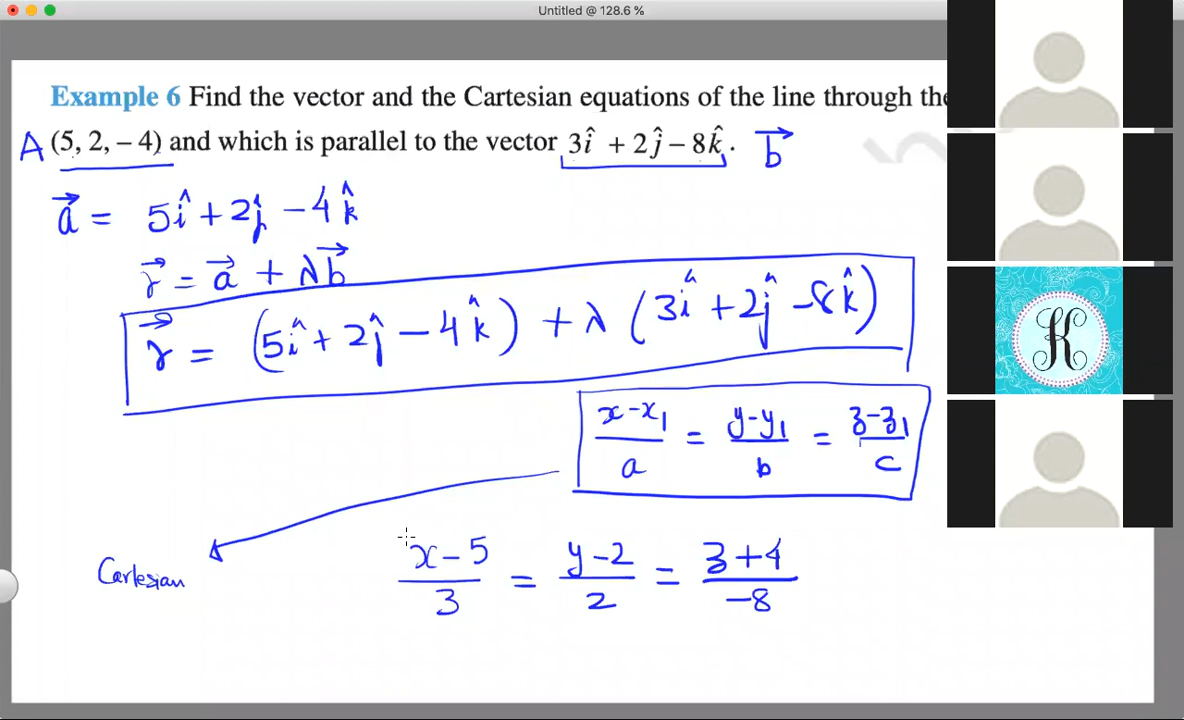 Untitled @ 128.6 %
Example 6 Find the vector and the Cartesian equations of the line through the
A (5, 2, – 4) and which is parallel to the vector 3î + 2ĵ – 8k̂ . b⃗
a⃗ = 5î + 2ĵ - 4k̂
r⃗ = a⃗ + λb⃗
r⃗ = (5î + 2ĵ - 4k̂) + λ (3î + 2ĵ - 8k̂)
(x - x₁)/a = (y - y₁)/b = (z - z₁)/c
Cartesian (x - 5)/3 = (y - 2)/2 = (z + 4)/-8
K